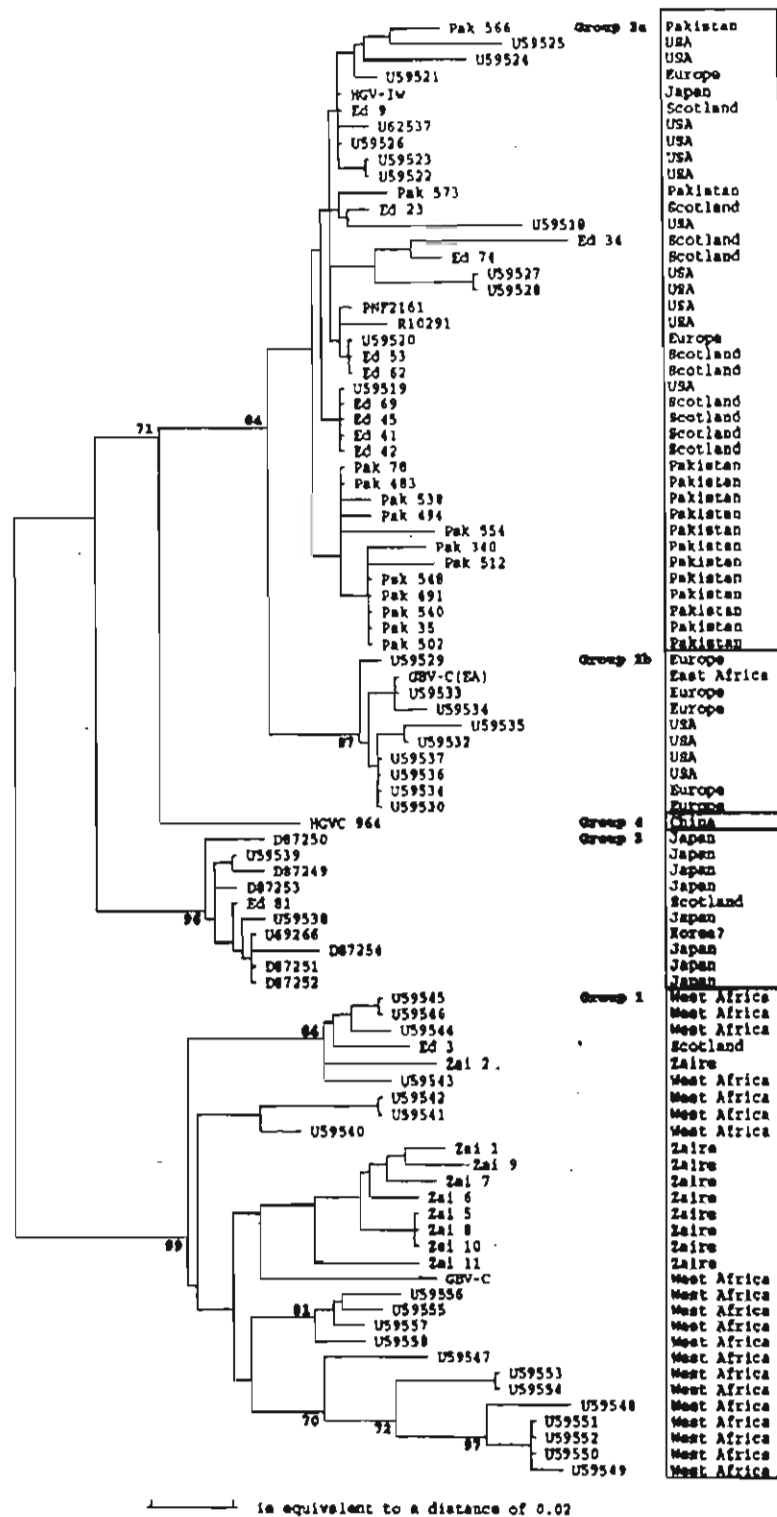 Pak 566 Group 2a Pakistan
U59525 USA
U59524 USA
U59521 Europe
HGV-Iw Japan
Ed 9 Scotland
U62537 USA
U59526 USA
U59523 USA
U59522 USA
Pak 573 Pakistan
Ed 23 Scotland
U59518 USA
Ed 34 Scotland
Ed 74 Scotland
U59527 USA
U59528 USA
PNF2161 USA
R10291 USA
U59520 Europe
Ed 53 Scotland
Ed 62 Scotland
U59519 USA
Ed 69 Scotland
84
Ed 45 Scotland
71
Ed 41 Scotland
Ed 42 Scotland
Pak 78 Pakistan
Pak 483 Pakistan
Pak 538 Pakistan
Pak 494 Pakistan
Pak 554 Pakistan
Pak 340 Pakistan
Pak 512 Pakistan
Pak 548 Pakistan
Pak 491 Pakistan
Pak 540 Pakistan
Pak 35 Pakistan
Pak 502 Pakistan
U59529 Group 2b Europe
GBV-C(EA) East Africa
U59533 Europe
U59534 Europe
U59535 USA
87 U59532 USA
U59537 USA
U59536 USA
U59534 Europe
U59530 Europe
HGVC 964 Group 4 China
D87250 Group 3 Japan
U59539 Japan
D87249 Japan
D87253 Japan
96 Ed 81 Scotland
U59538 Japan
U69266 Korea?
D87254 Japan
D87251 Japan
D87252 Japan
U59545 Group 1 West Africa
U59546 West Africa
84 U59544 West Africa
Ed 3 Scotland
Zai 2 Zaire
U59543 West Africa
U59542 West Africa
U59541 West Africa
U59540 West Africa
Zai 1 Zaire
Zai 9 Zaire
Zai 7 Zaire
Zai 6 Zaire
Zai 5 Zaire
Zai 8 Zaire
99 Zai 10 Zaire
Zai 11 Zaire
GBV-C West Africa
U59556 West Africa
81 U59555 West Africa
U59557 West Africa
U59558 West Africa
U59547 West Africa
U59553 West Africa
U59554 West Africa
U59548 West Africa
70 72 U59551 West Africa
97 U59552 West Africa
U59550 West Africa
U59549 West Africa
is equivalent to a distance of 0.02